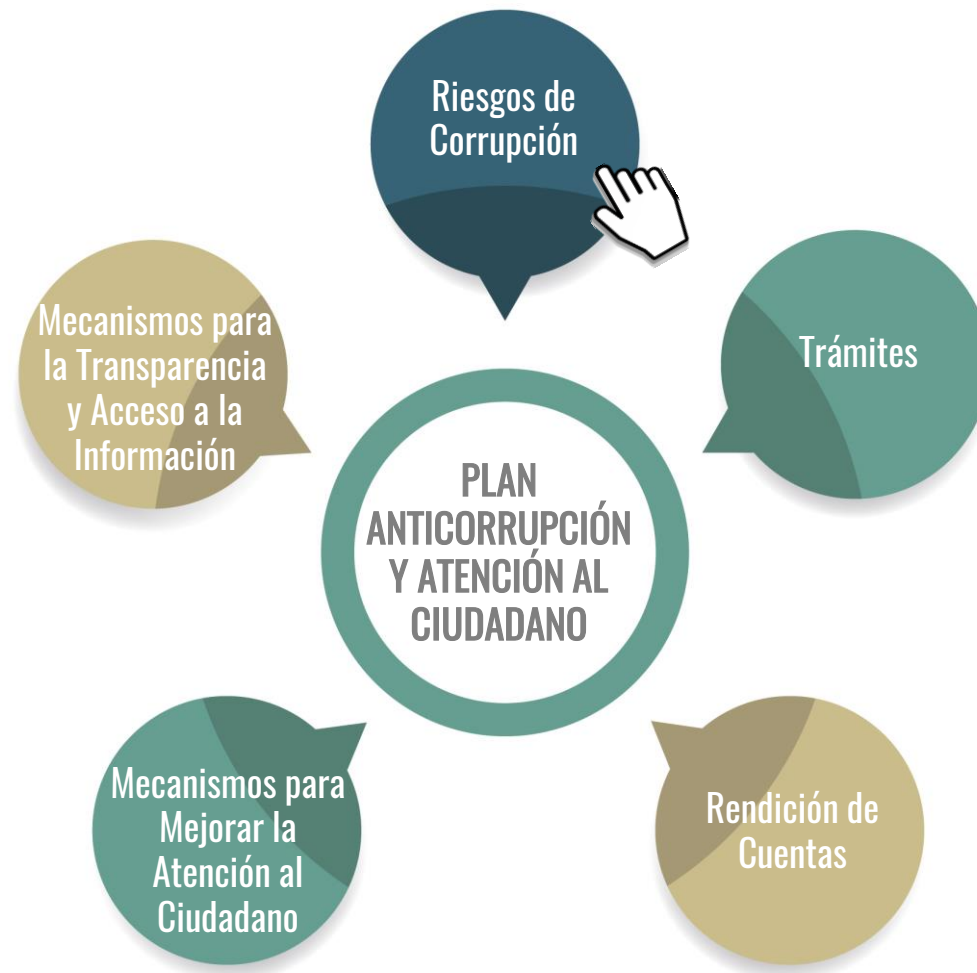 Riesgos de
Corrupción
Mecanismos para
la Transparencia
y Acceso a la
Información
Trámites
PLAN
ANTICORRUPCIÓN
Y ATENCIÓN AL
CIUDADANO
Mecanismos para
Mejorar la
Atención al
Ciudadano
Rendición de
Cuentas